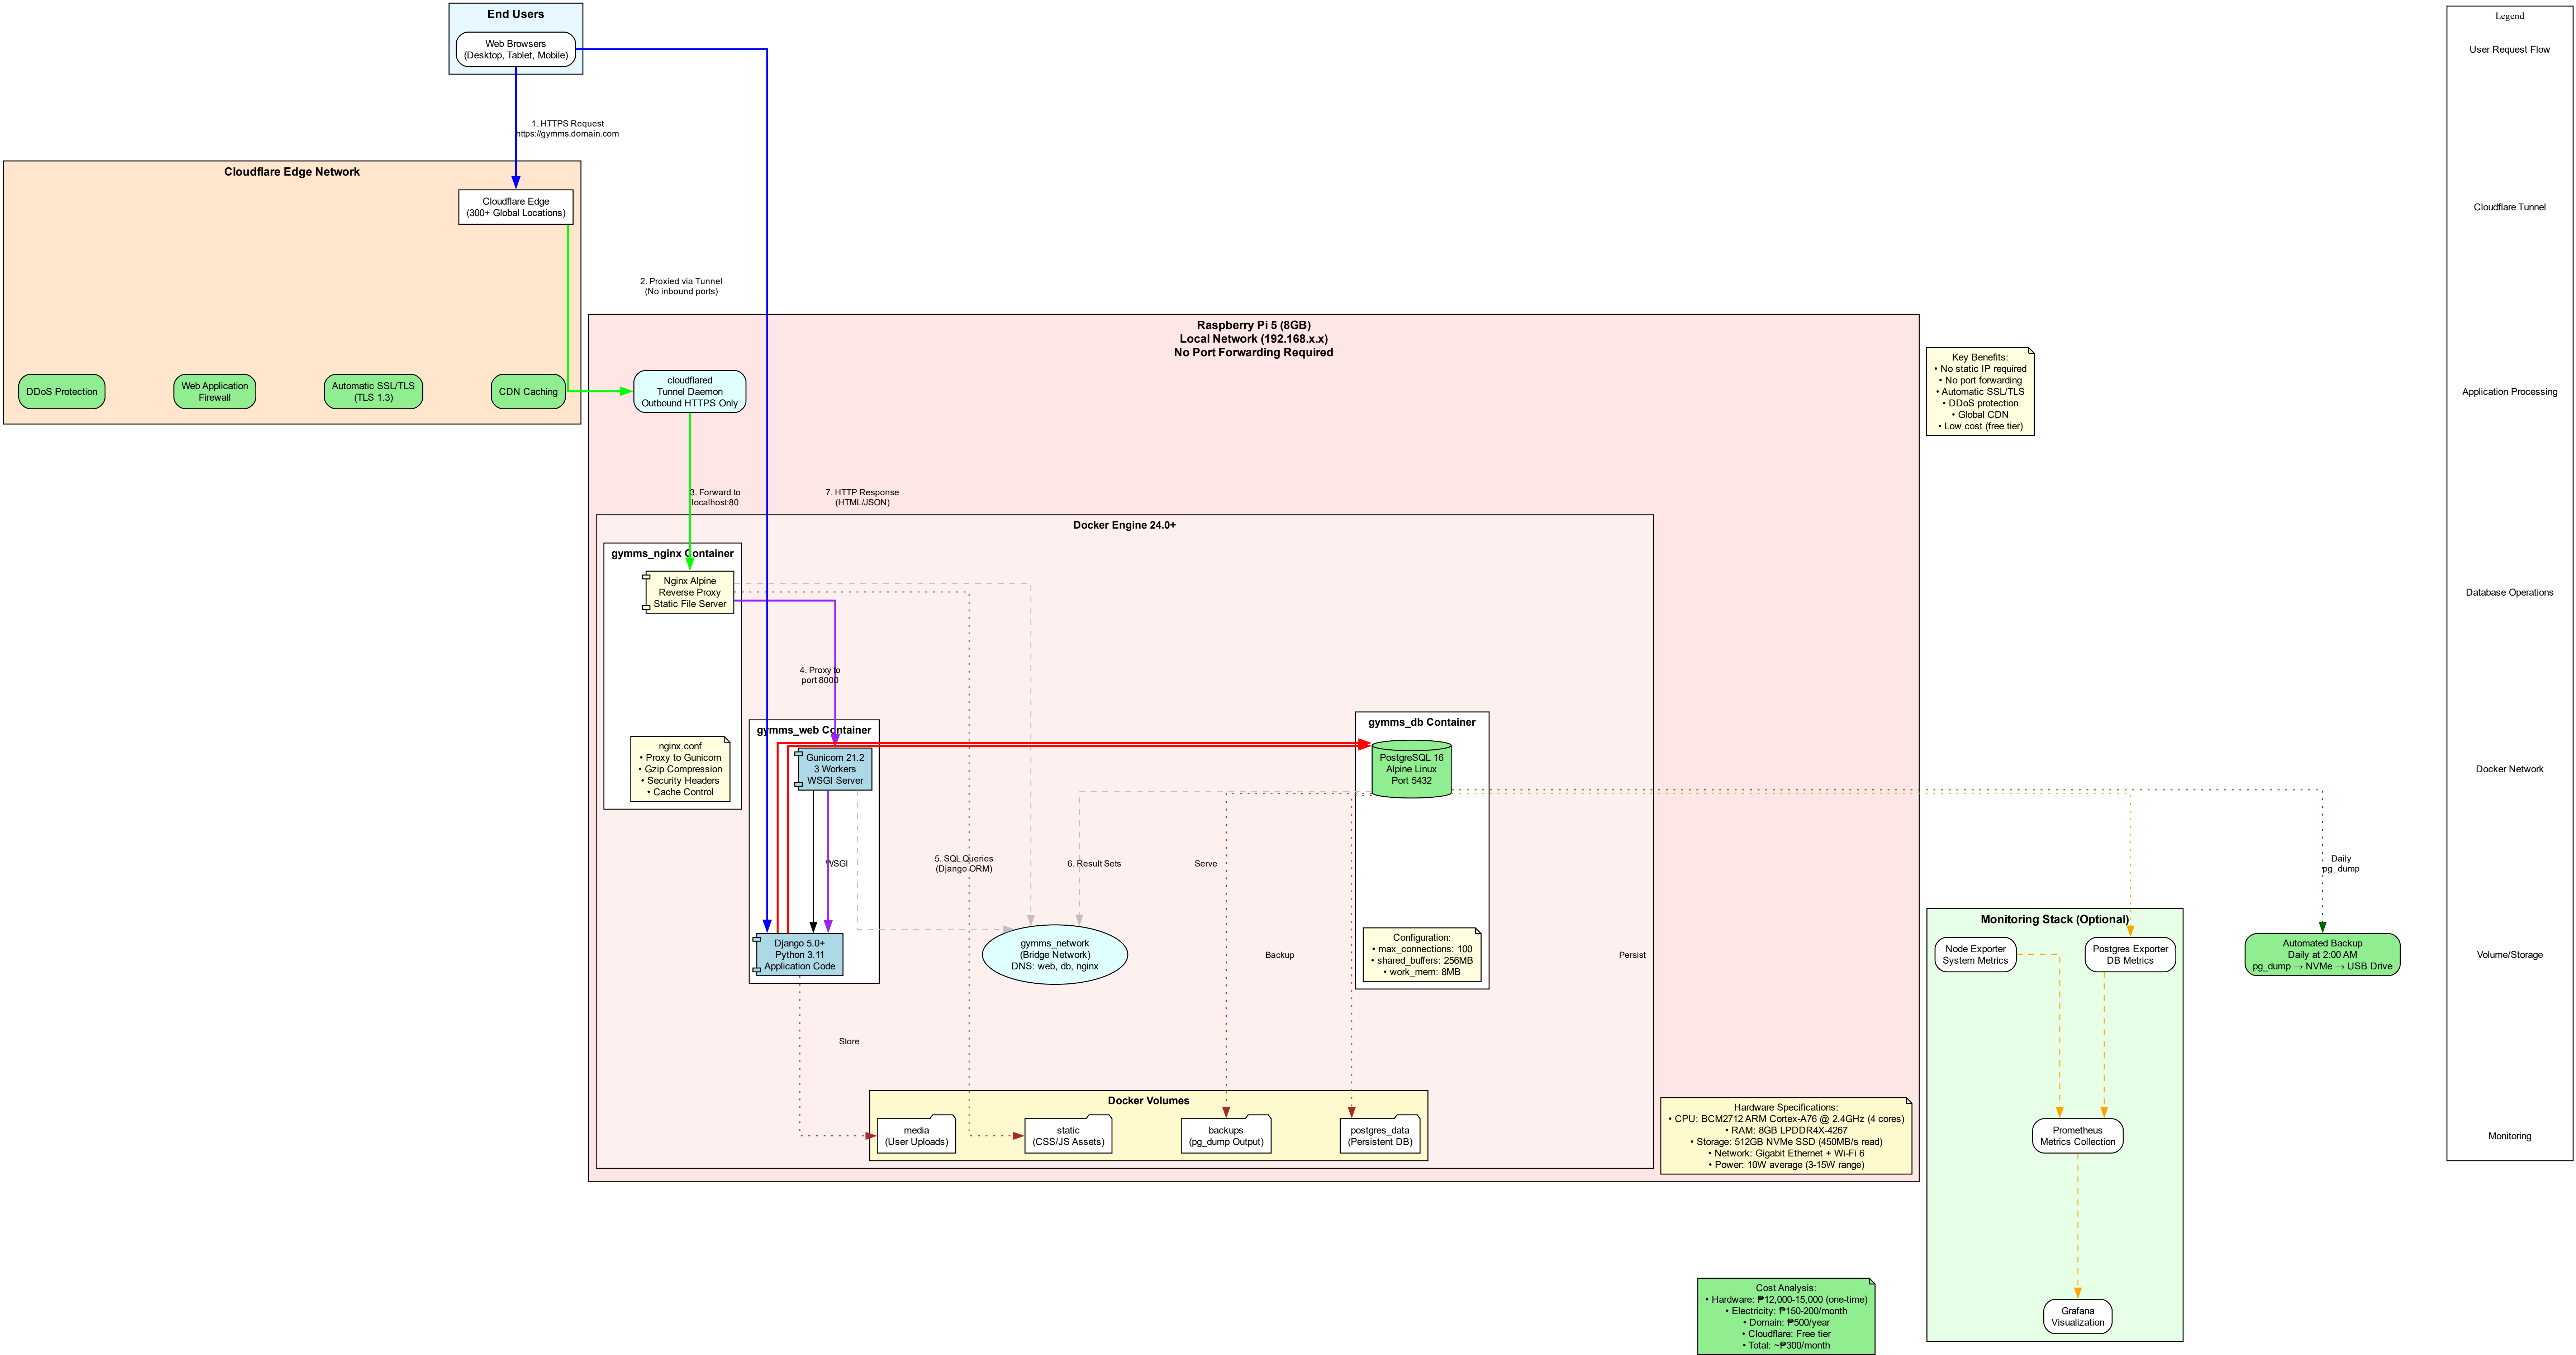 End Users
Web Browsers
(Desktop, Tablet, Mobile)
1. HTTPS Request
https://gymms.domain.com
Cloudflare Edge Network
Cloudflare Edge
(300+ Global Locations)
DDoS Protection
Web Application
Firewall
Automatic SSL/TLS
(TLS 1.3)
CDN Caching
2. Proxied via Tunnel
(No inbound ports)
Raspberry Pi 5 (8GB)
Local Network (192.168.x.x)
No Port Forwarding Required
cloudflared
Tunnel Daemon
Outbound HTTPS Only
3. Forward to
localhost:80
7. HTTP Response
(HTML/JSON)
Docker Engine 24.0+
gymms_nginx Container
Nginx Alpine
Reverse Proxy
Static File Server
nginx.conf
• Proxy to Gunicorn
• Gzip Compression
• Security Headers
• Cache Control
4. Proxy to
port 8000
gymms_web Container
Gunicorn 21.2
3 Workers
WSGI Server
WSGI
Django 5.0+
Python 3.11
Application Code
5. SQL Queries
(Django ORM)
6. Result Sets
Serve
gymms_network
(Bridge Network)
DNS: web, db, nginx
gymms_db Container
PostgreSQL 16
Alpine Linux
Port 5432
Configuration:
• max_connections: 100
• shared_buffers: 256MB
• work_mem: 8MB
Backup
Persist
Store
Docker Volumes
media
(User Uploads)
static
(CSS/JS Assets)
backups
(pg_dump Output)
postgres_data
(Persistent DB)
Hardware Specifications:
• CPU: BCM2712 ARM Cortex-A76 @ 2.4GHz (4 cores)
• RAM: 8GB LPDDR4X-4267
• Storage: 512GB NVMe SSD (450MB/s read)
• Network: Gigabit Ethernet + Wi-Fi 6
• Power: 10W average (3-15W range)
Key Benefits:
• No static IP required
• No port forwarding
• Automatic SSL/TLS
• DDoS protection
• Global CDN
• Low cost (free tier)
Daily
pg_dump
Monitoring Stack (Optional)
Node Exporter
System Metrics
Postgres Exporter
DB Metrics
Prometheus
Metrics Collection
Grafana
Visualization
Automated Backup
Daily at 2:00 AM
pg_dump → NVMe → USB Drive
Cost Analysis:
• Hardware: ₱12,000-15,000 (one-time)
• Electricity: ₱150-200/month
• Domain: ₱500/year
• Cloudflare: Free tier
• Total: ~₱300/month
Legend
User Request Flow
Cloudflare Tunnel
Application Processing
Database Operations
Docker Network
Volume/Storage
Monitoring